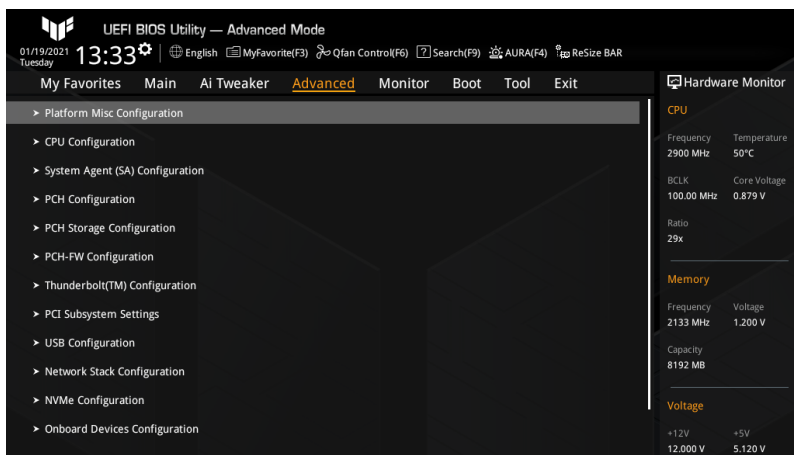 UEFI BIOS Utility — Advanced Mode
01/19/2021 Tuesday 13:33 English MyFavorite(F3) Qfan Control(F6) Search(F9) AURA(F4) ReSize BAR
My Favorites Main Ai Tweaker Advanced Monitor Boot Tool Exit
Hardware Monitor
Platform Misc Configuration
CPU Configuration
System Agent (SA) Configuration
PCH Configuration
PCH Storage Configuration
PCH-FW Configuration
Thunderbolt(TM) Configuration
PCI Subsystem Settings
USB Configuration
Network Stack Configuration
NVMe Configuration
Onboard Devices Configuration
CPU
Frequency Temperature
2900 MHz 50°C
BCLK Core Voltage
100.00 MHz 0.879 V
Ratio
29x
Memory
Frequency Voltage
2133 MHz 1.200 V
Capacity
8192 MB
Voltage
+12V +5V
12.000 V 5.120 V